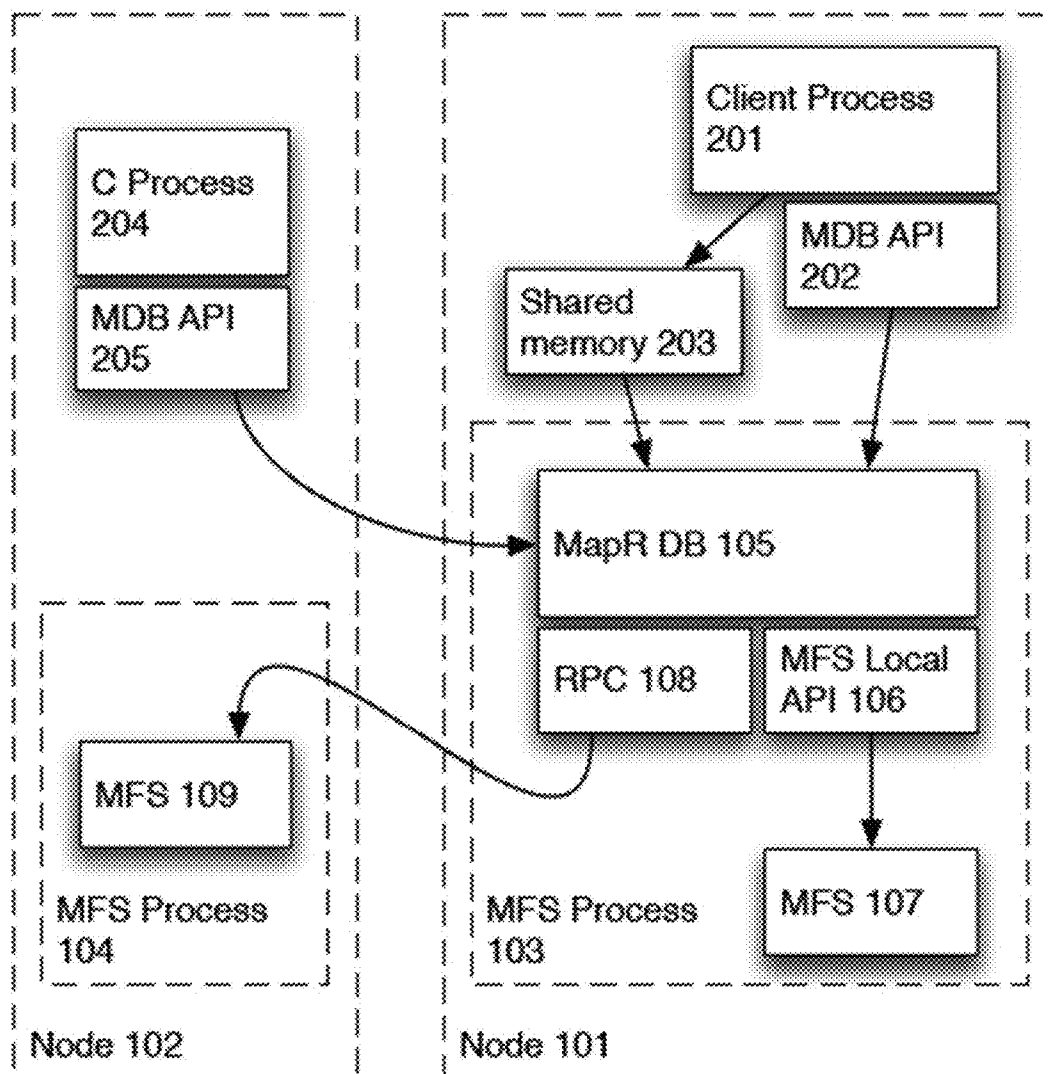 C Process
204
MDB API
205
MFS 109
MFS Process
104
Node 102
Client Process
201
MDB API
202
Shared
memory 203
MapR DB 105
RPC 108
MFS Local
API 106
MFS 107
MFS Process
103
Node 101